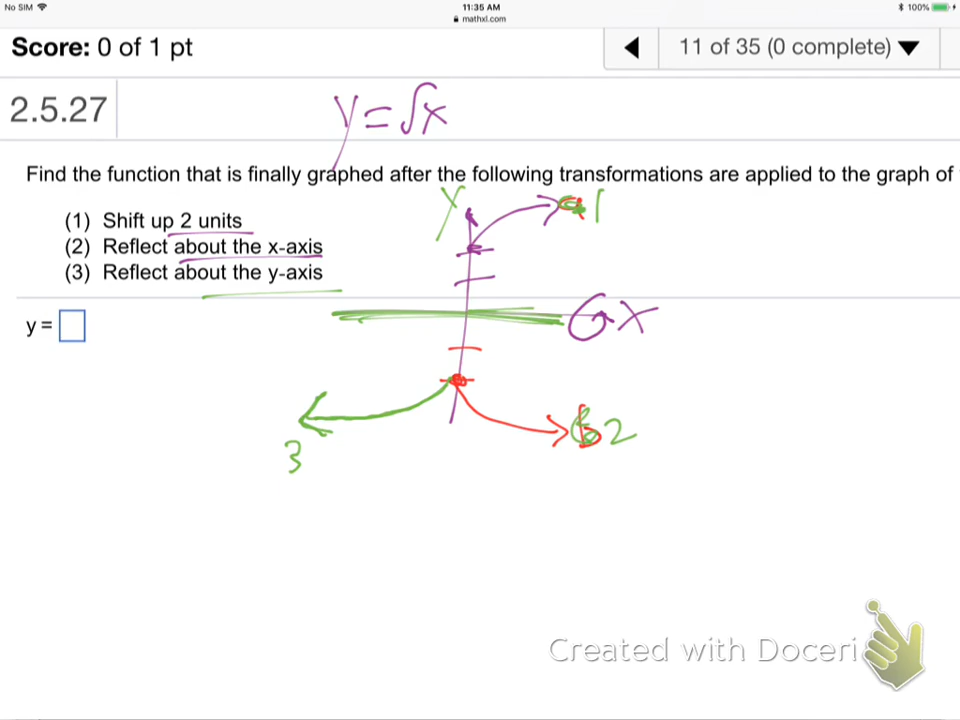 No SIM 11:35 AM 100%
mathxl.com
Score: 0 of 1 pt
11 of 35 (0 complete)
2.5.27
y = √x
Find the function that is finally graphed after the following transformations are applied to the graph of
(1) Shift up 2 units
(2) Reflect about the x-axis
(3) Reflect about the y-axis
y =
y
1
x
2
3
Created with Doceri